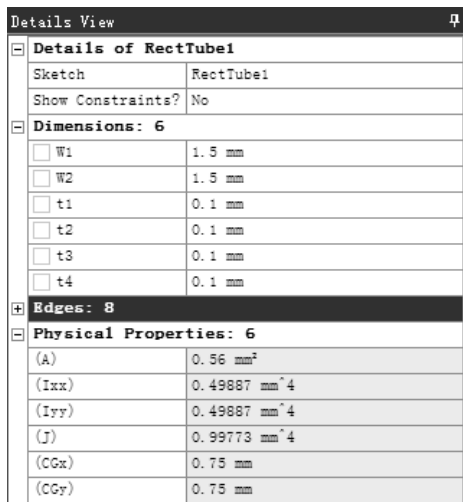 Details View
Details of RectTube1
Sketch RectTube1
Show Constraints? No
Dimensions: 6
W1 1.5 mm
W2 1.5 mm
t1 0.1 mm
t2 0.1 mm
t3 0.1 mm
t4 0.1 mm
Edges: 8
Physical Properties: 6
(A) 0.56 mm²
(Ixx) 0.49887 mm^4
(Iyy) 0.49887 mm^4
(J) 0.99773 mm^4
(CGx) 0.75 mm
(CGy) 0.75 mm